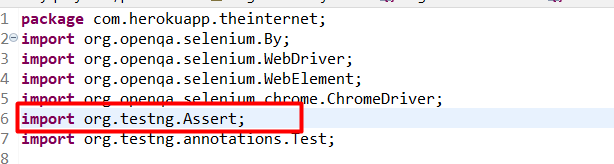 1 package com.herokuapp.theinternet;
2 import org.openqa.selenium.By;
3 import org.openqa.selenium.WebDriver;
4 import org.openqa.selenium.WebElement;
5 import org.openqa.selenium.chrome.ChromeDriver;
6 import org.testng.Assert;
7 import org.testng.annotations.Test;